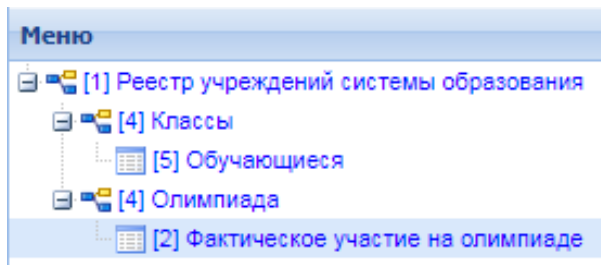 Меню
[1] Реестр учреждений системы образования
[4] Классы
[5] Обучающиеся
[4] Олимпиада
[2] Фактическое участие на олимпиаде